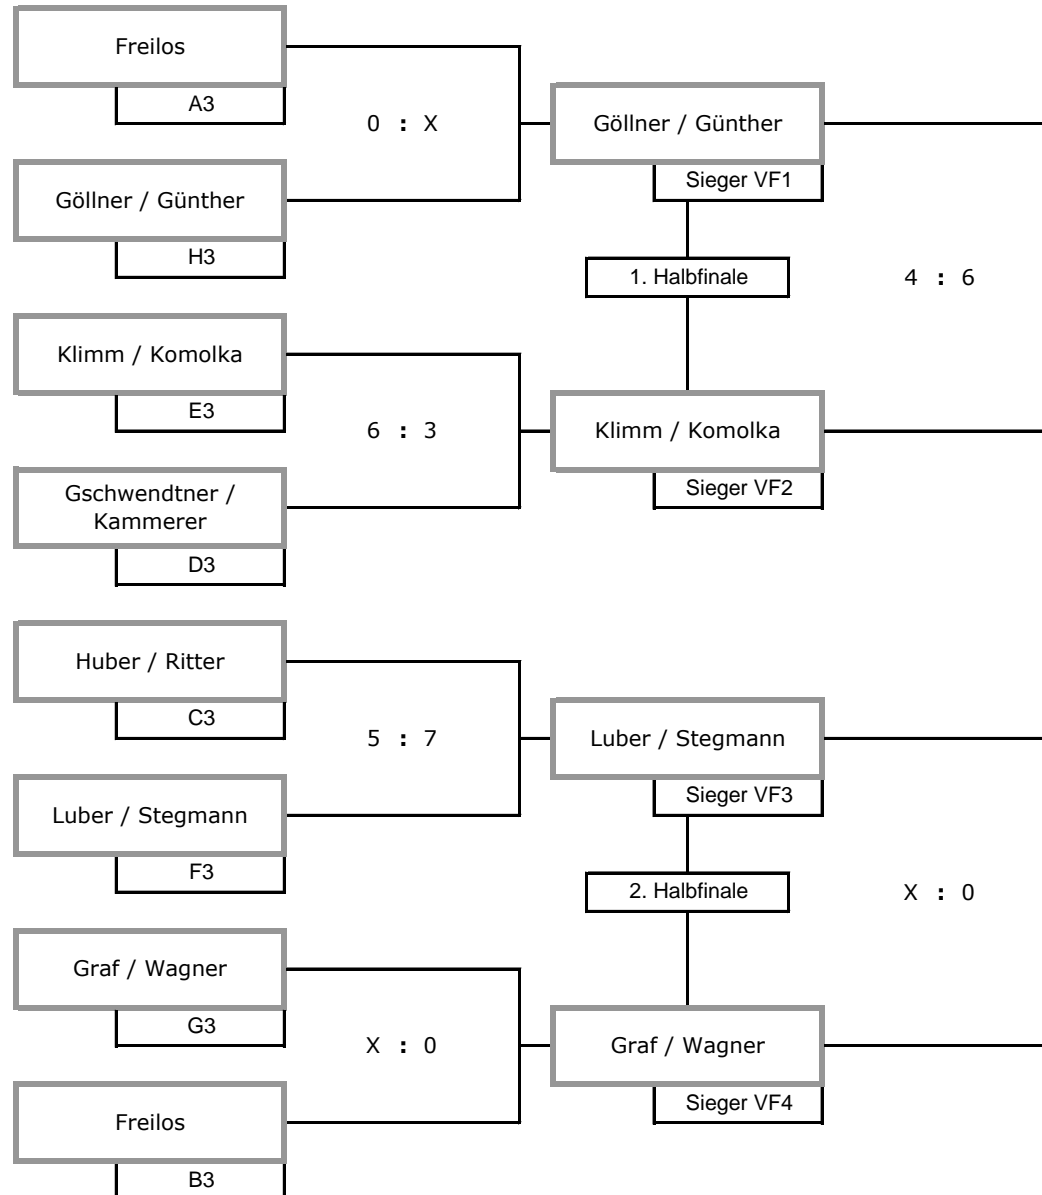 Freilos
A3
0 : X
Göllner / Günther
Sieger VF1
Göllner / Günther
H3
1. Halbfinale
4 : 6
Klimm / Komolka
E3
6 : 3
Klimm / Komolka
Sieger VF2
Gschwendtner /
Kammerer
D3
Huber / Ritter
C3
5 : 7
Luber / Stegmann
Sieger VF3
Luber / Stegmann
F3
2. Halbfinale
X : 0
Graf / Wagner
G3
X : 0
Graf / Wagner
Sieger VF4
Freilos
B3